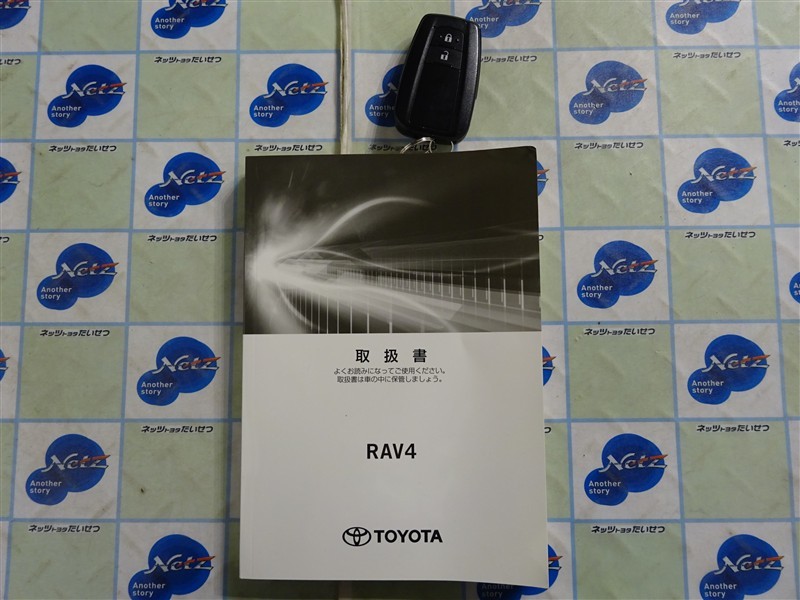 Netz
Another
story
ネッツトヨタたいせつ
取扱書
よくお読みになってご使用ください。
取扱書は車の中に保管しましょう。
RAV4
TOYOTA